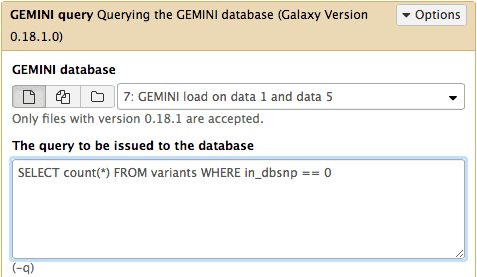 GEMINI query Querying the GEMINI database (Galaxy Version
0.18.1.0)
Options
GEMINI database
7: GEMINI load on data 1 and data 5
Only files with version 0.18.1 are accepted.
The query to be issued to the database
SELECT count(*) FROM variants WHERE in_dbsnp == 0
(-q)